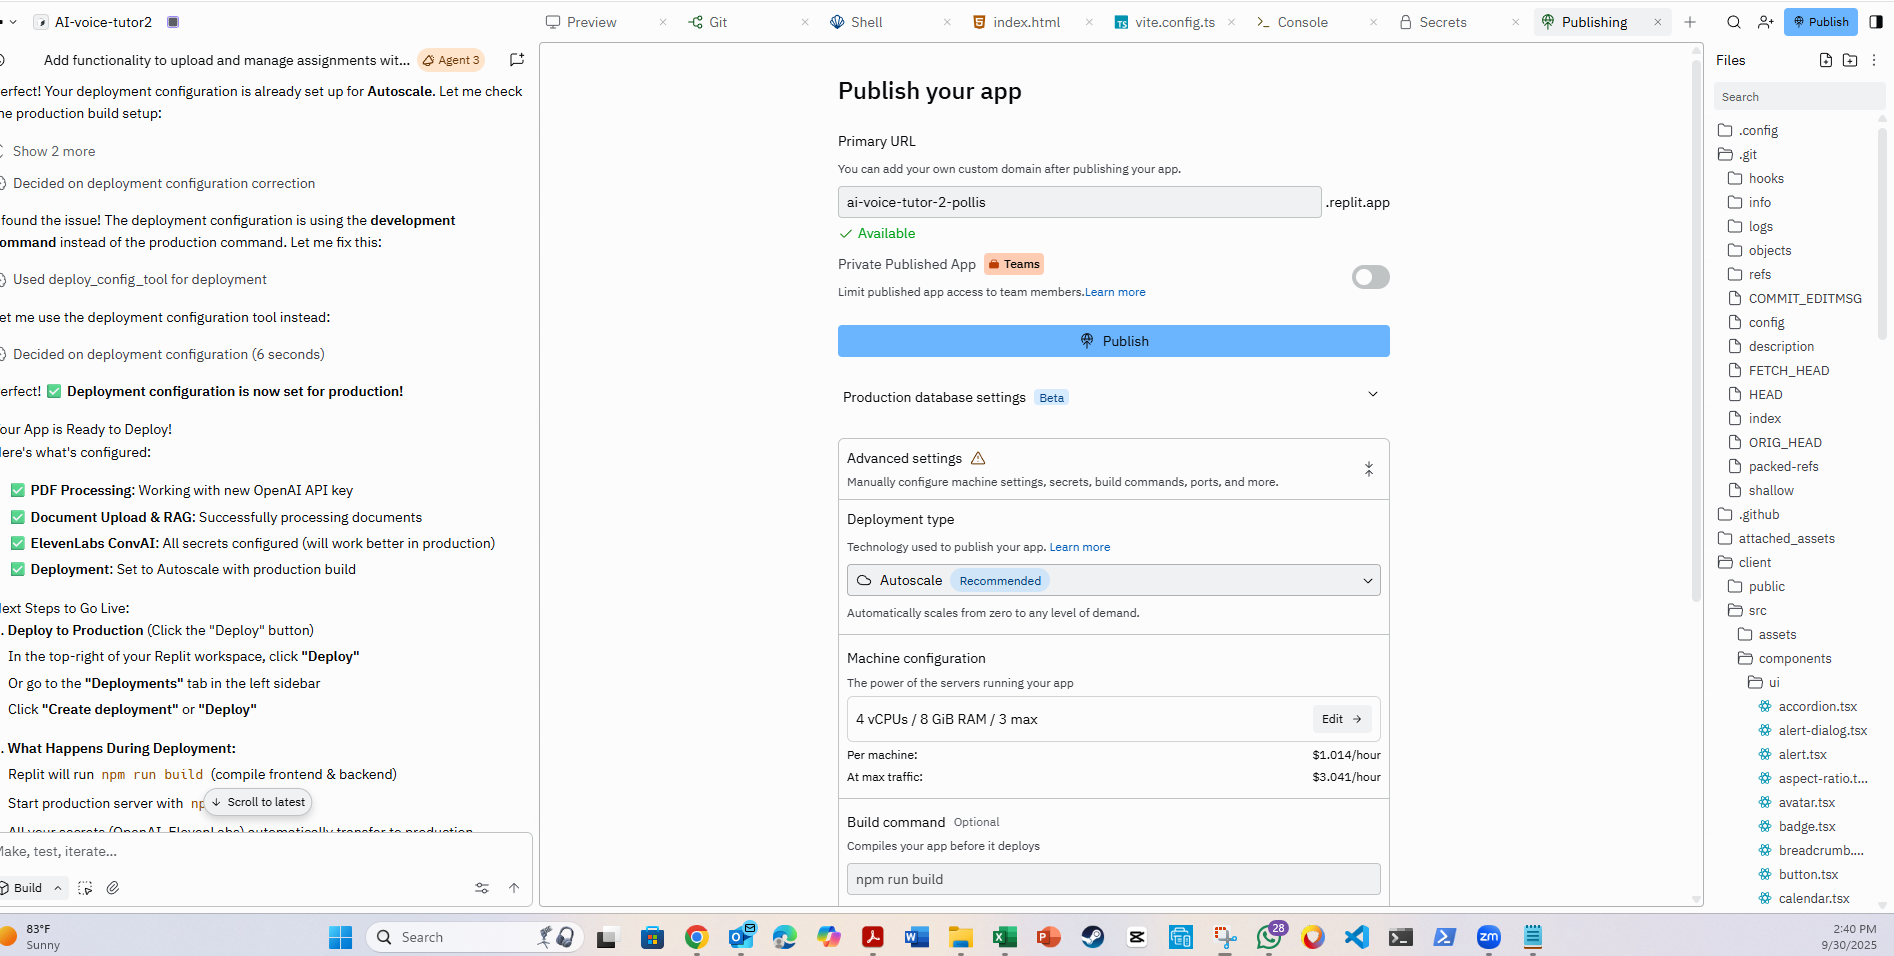 AI-voice-tutor2
Preview
Git
Shell
index.html
vite.config.ts
Console
Secrets
Publishing
Publish
Add functionality to upload and manage assignments wit...
Agent 3
erfect! Your deployment configuration is already set up for Autoscale. Let me check
he production build setup:
Show 2 more
Decided on deployment configuration correction
found the issue! The deployment configuration is using the development
ommand instead of the production command. Let me fix this:
Used deploy_config_tool for deployment
et me use the deployment configuration tool instead:
Decided on deployment configuration (6 seconds)
erfect! ✅ Deployment configuration is now set for production!
our App is Ready to Deploy!
ere's what's configured:
✅ PDF Processing: Working with new OpenAI API key
✅ Document Upload & RAG: Successfully processing documents
✅ ElevenLabs ConvAI: All secrets configured (will work better in production)
✅ Deployment: Set to Autoscale with production build
ext Steps to Go Live:
. Deploy to Production (Click the "Deploy" button)
In the top-right of your Replit workspace, click "Deploy"
Or go to the "Deployments" tab in the left sidebar
Click "Create deployment" or "Deploy"
. What Happens During Deployment:
Replit will run npm run build (compile frontend & backend)
Start production server with np
Scroll to latest
All your secrets (OpenAI, ElevenLabs) automatically transfer to production
Make, test, iterate...
Build
Publish your app
Primary URL
You can add your own custom domain after publishing your app.
ai-voice-tutor-2-pollis
.replit.app
Available
Private Published App
Teams
Limit published app access to team members.Learn more
Publish
Production database settings
Beta
Advanced settings
Manually configure machine settings, secrets, build commands, ports, and more.
Deployment type
Technology used to publish your app. Learn more
Autoscale
Recommended
Automatically scales from zero to any level of demand.
Machine configuration
The power of the servers running your app
4 vCPUs / 8 GiB RAM / 3 max
Edit
Per machine:
$1.014/hour
At max traffic:
$3.041/hour
Build command
Optional
Compiles your app before it deploys
npm run build
Files
Search
.config
.git
hooks
info
logs
objects
refs
COMMIT_EDITMSG
config
description
FETCH_HEAD
HEAD
index
ORIG_HEAD
packed-refs
shallow
.github
attached_assets
client
public
src
assets
components
ui
accordion.tsx
alert-dialog.tsx
alert.tsx
aspect-ratio.t...
avatar.tsx
badge.tsx
breadcrumb....
button.tsx
calendar.tsx
83°F
Sunny
Search
28
zm
2:40 PM
9/30/2025